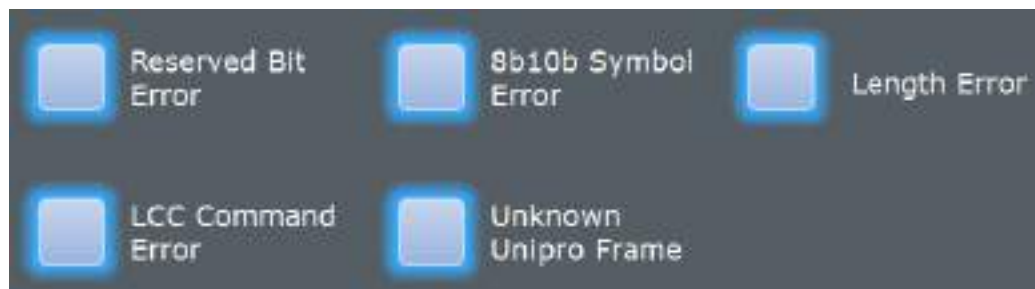 Reserved Bit
Error
8b10b Symbol
Error
Length Error
LCC Command
Error
Unknown
Unipro Frame